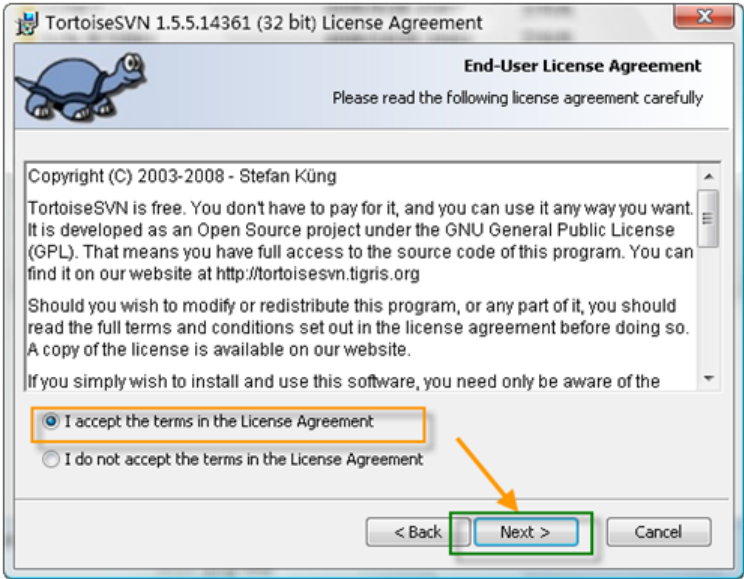 TortoiseSVN 1.5.5.14361 (32 bit) License Agreement
End-User License Agreement
Please read the following license agreement carefully
Copyright (C) 2003-2008 - Stefan Küng
TortoiseSVN is free. You don't have to pay for it, and you can use it any way you want.
It is developed as an Open Source project under the GNU General Public License
(GPL). That means you have full access to the source code of this program. You can
find it on our website at http://tortoisesvn.tigris.org
Should you wish to modify or redistribute this program, or any part of it, you should
read the full terms and conditions set out in the license agreement before doing so.
A copy of the license is available on our website.
If you simply wish to install and use this software, you need only be aware of the
I accept the terms in the License Agreement
I do not accept the terms in the License Agreement
< Back Next > Cancel